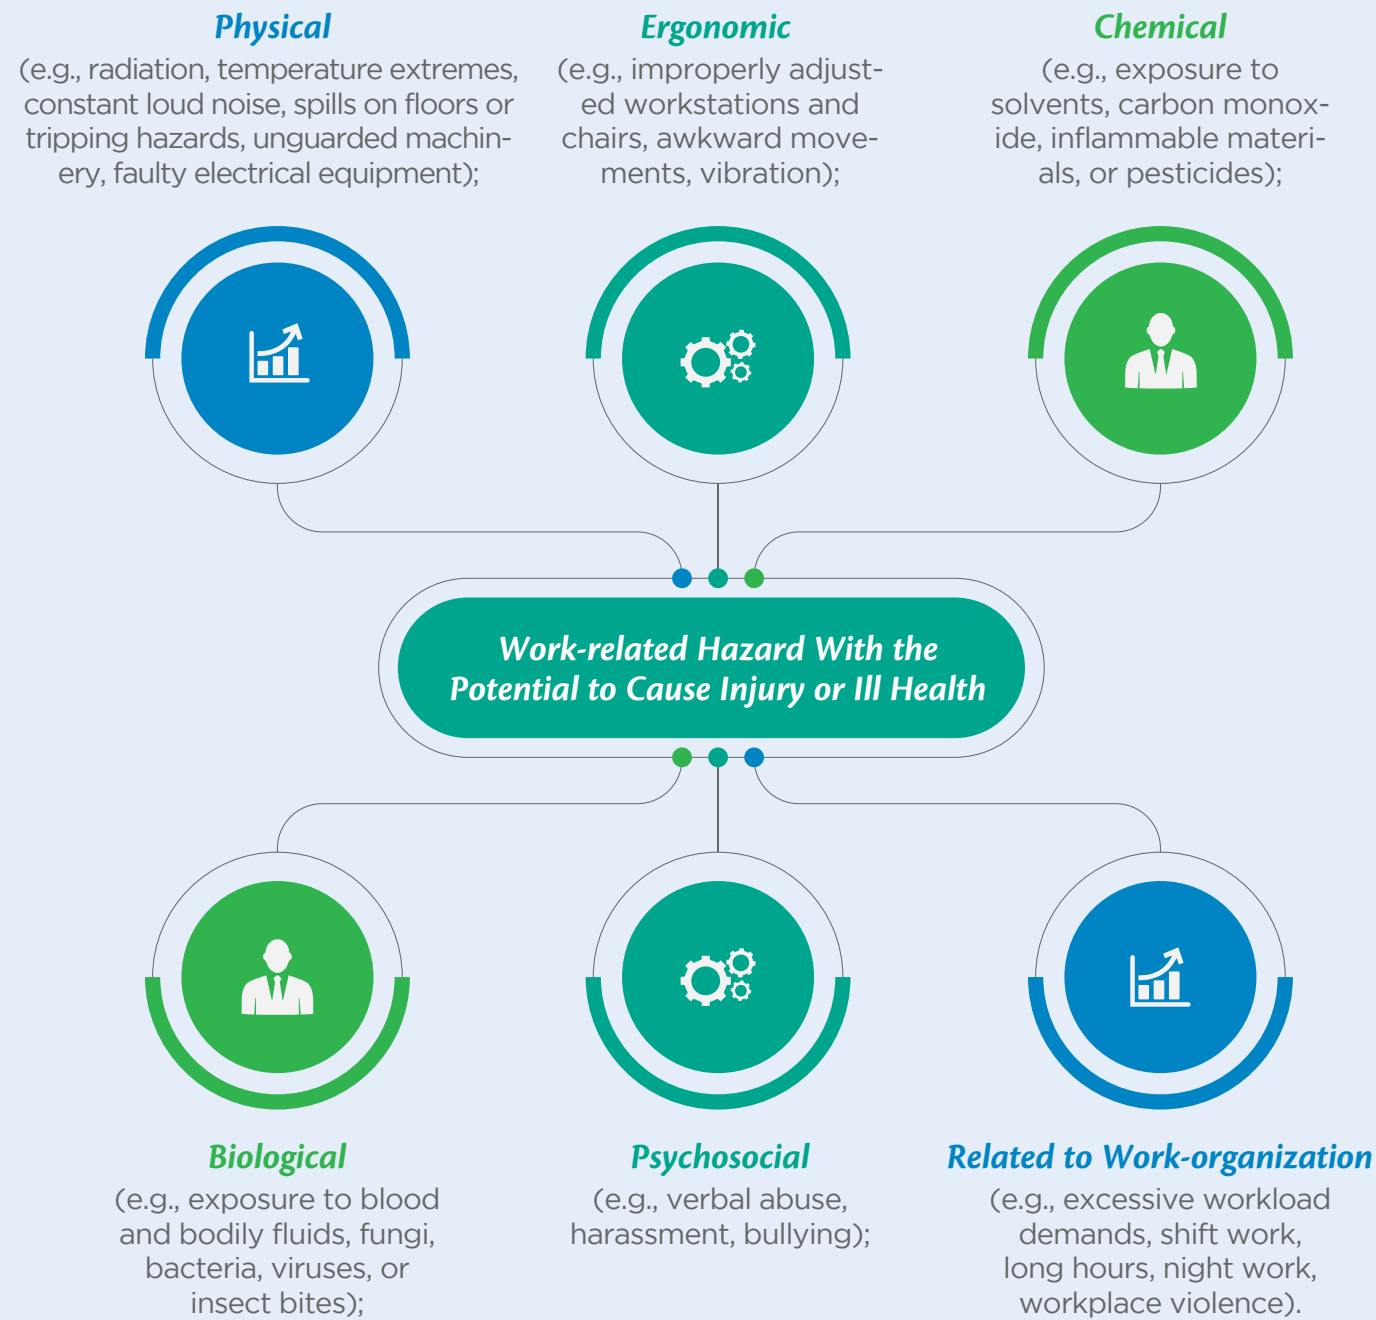 Physical
(e.g., radiation, temperature extremes,
constant loud noise, spills on floors or
tripping hazards, unguarded machin-
ery, faulty electrical equipment);
Ergonomic
(e.g., improperly adjust-
ed workstations and
chairs, awkward move-
ments, vibration);
Chemical
(e.g., exposure to
solvents, carbon monox-
ide, inflammable materi-
als, or pesticides);
Work-related Hazard With the
Potential to Cause Injury or Ill Health
Biological
(e.g., exposure to blood
and bodily fluids, fungi,
bacteria, viruses, or
insect bites);
Psychosocial
(e.g., verbal abuse,
harassment, bullying);
Related to Work-organization
(e.g., excessive workload
demands, shift work,
long hours, night work,
workplace violence).